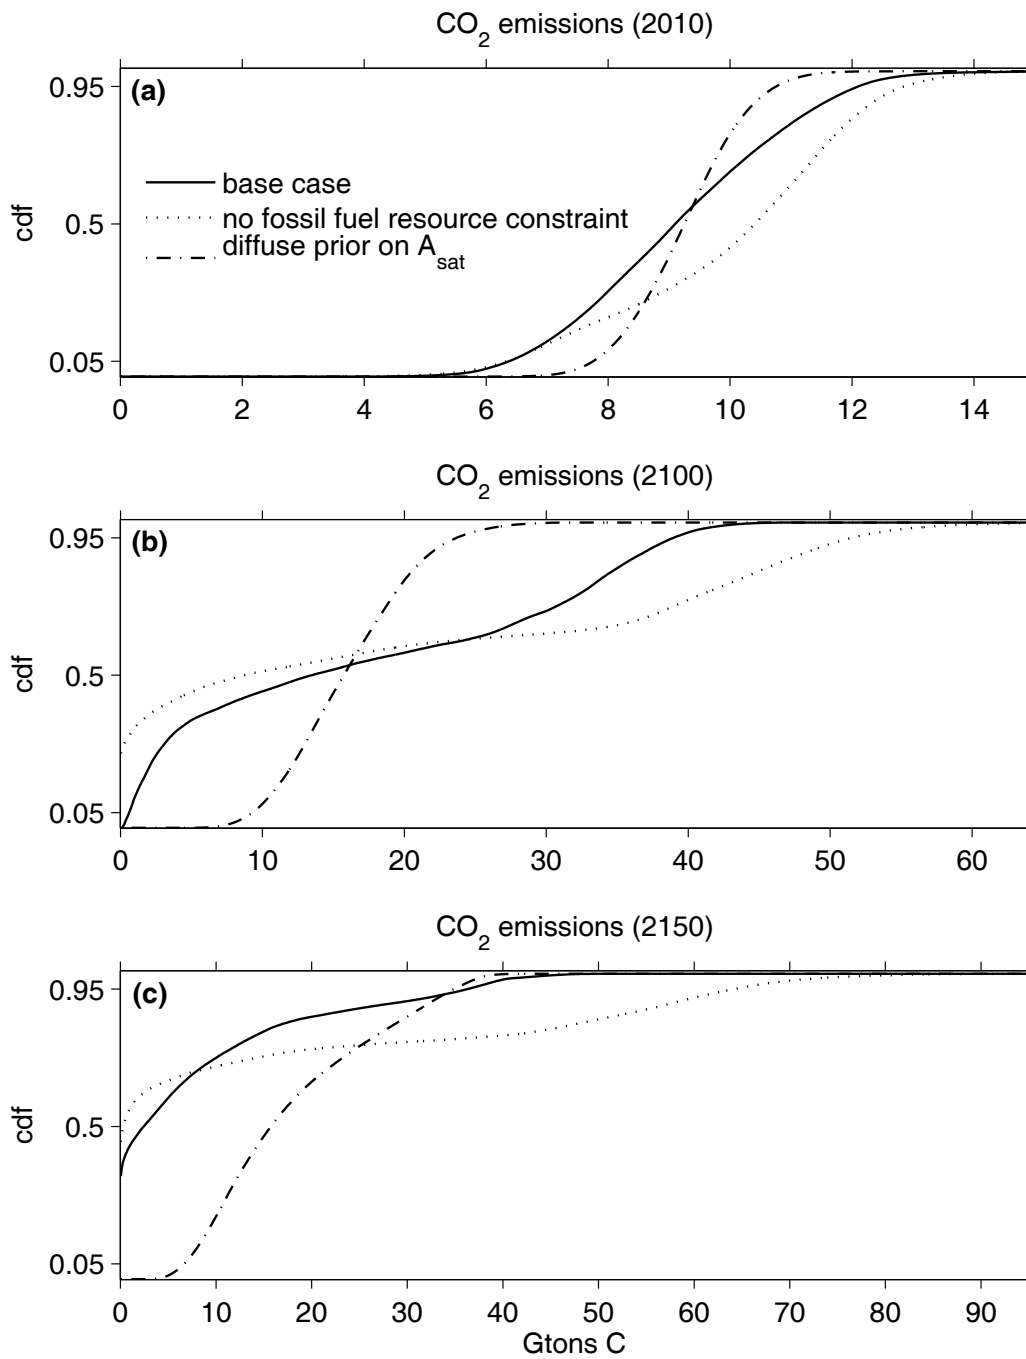 CO2 emissions (2010)
0.95
(a)
base case
no fossil fuel resource constraint
diffuse prior on Asat
cdf
0.5
0.05
0 2 4 6 8 10 12 14
CO2 emissions (2100)
0.95
(b)
cdf
0.5
0.05
0 10 20 30 40 50 60
CO2 emissions (2150)
0.95
(c)
cdf
0.5
0.05
0 10 20 30 40 50 60 70 80 90
Gtons C